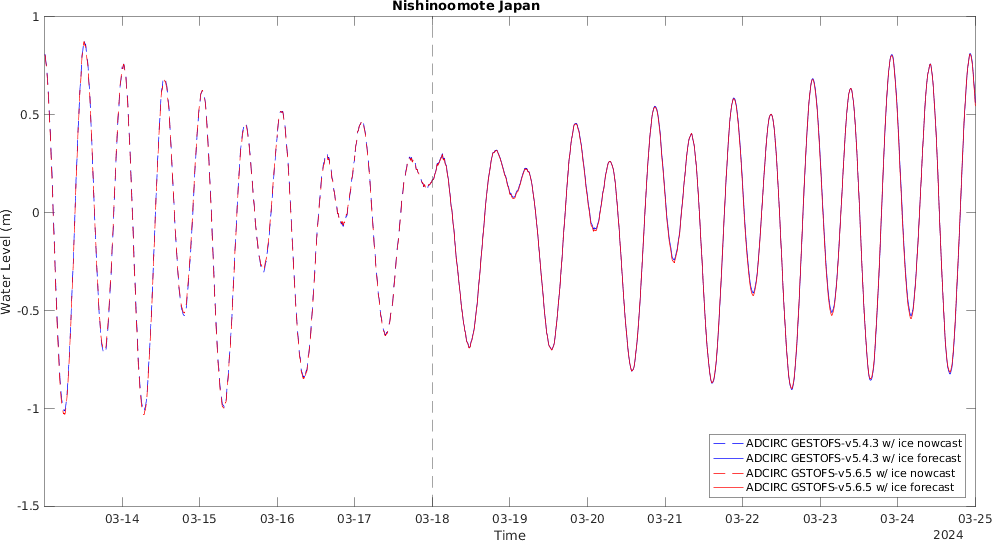 Nishinoomote Japan
1
0.5
0
-0.5
-1
-1.5
Water Level (m)
ADCIRC GESTOFS-v5.4.3 w/ ice nowcast
ADCIRC GESTOFS-v5.4.3 w/ ice forecast
ADCIRC GSTOFS-v5.6.5 w/ ice nowcast
ADCIRC GSTOFS-v5.6.5 w/ ice forecast
03-14 03-15 03-16 03-17 03-18 03-19 03-20 03-21 03-22 03-23 03-24 03-25
Time
2024